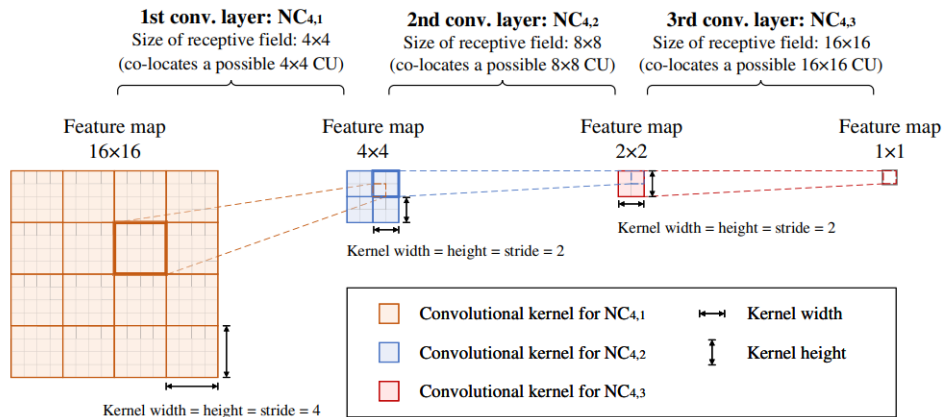 1st conv. layer: NC4,1
Size of receptive field: 4×4
(co-locates a possible 4×4 CU)
2nd conv. layer: NC4,2
Size of receptive field: 8×8
(co-locates a possible 8×8 CU)
3rd conv. layer: NC4,3
Size of receptive field: 16×16
(co-locates a possible 16×16 CU)
Feature map
16×16
Feature map
4×4
Feature map
2×2
Feature map
1×1
Kernel width = height = stride = 2
Kernel width = height = stride = 2
Kernel width = height = stride = 4
Convolutional kernel for NC4,1
Convolutional kernel for NC4,2
Convolutional kernel for NC4,3
Kernel width
Kernel height